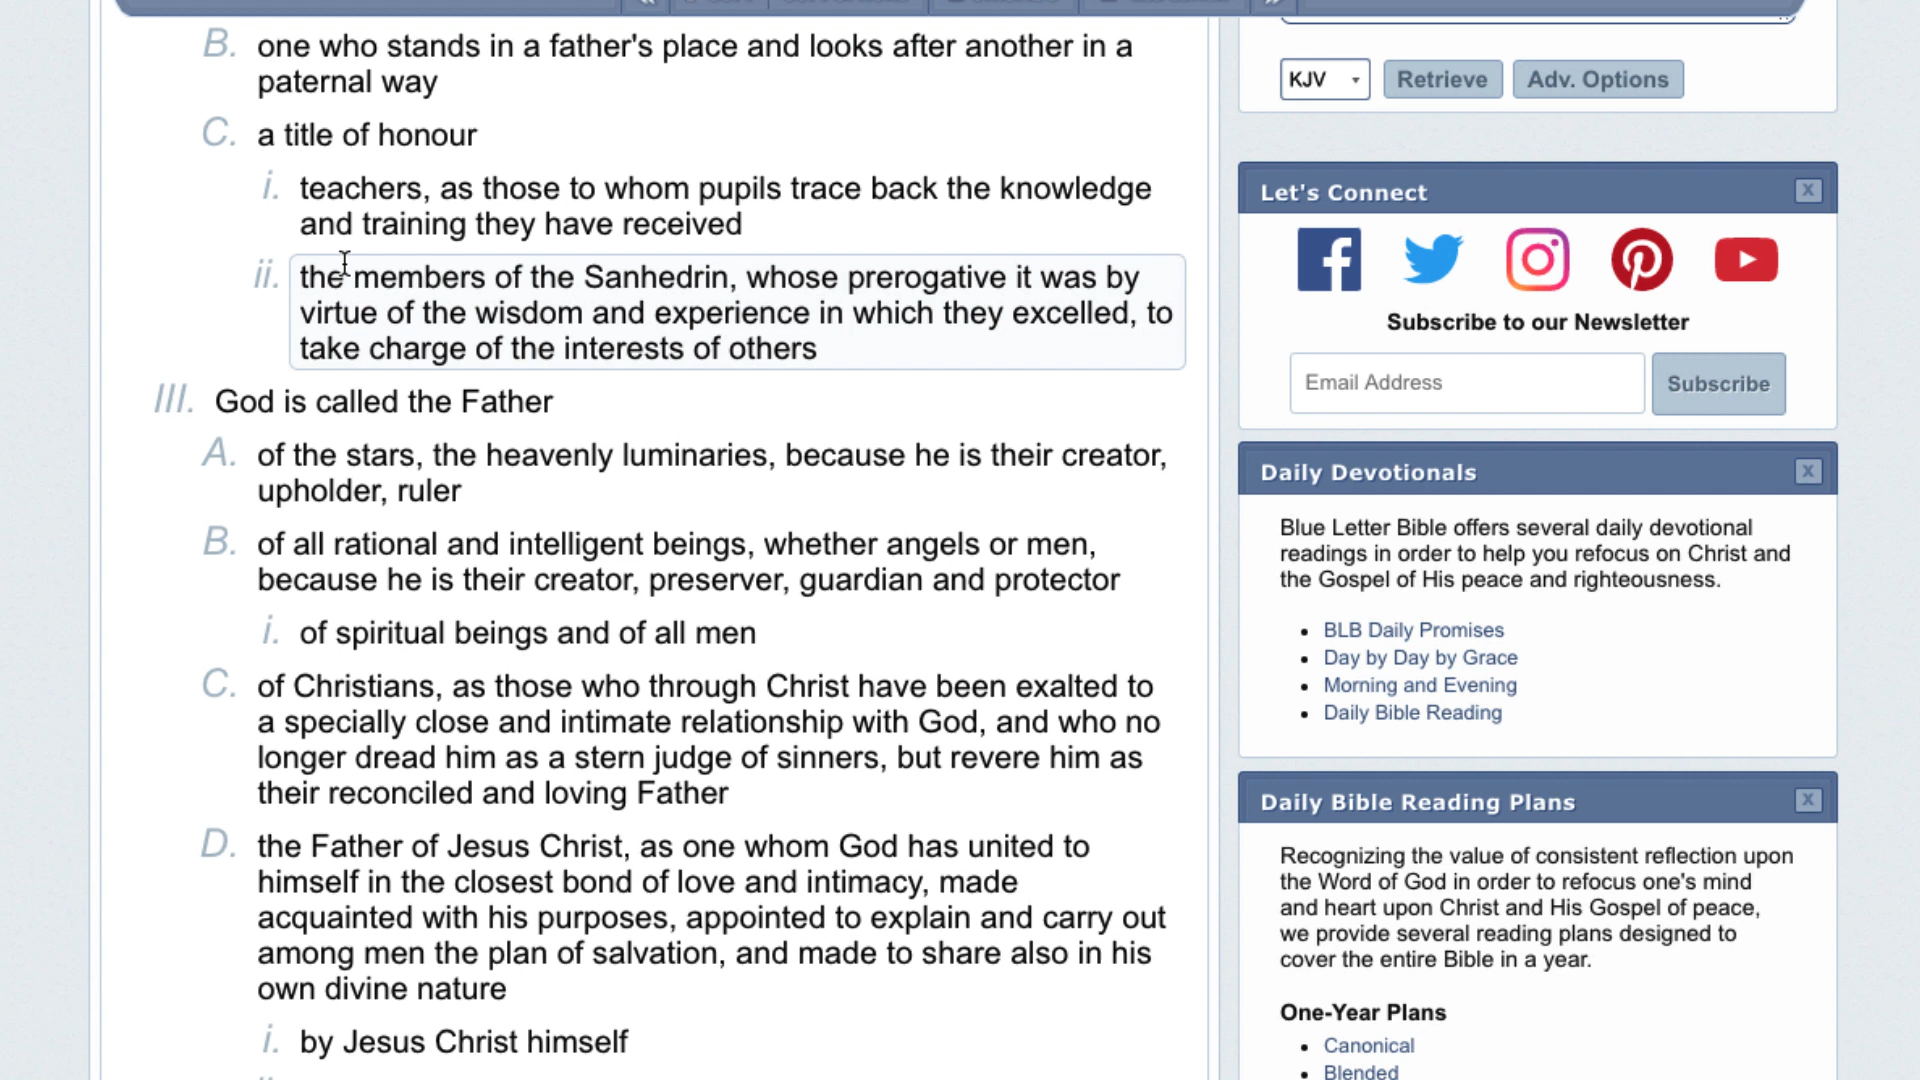 B. one who stands in a father's place and looks after another in a
paternal way
C. a title of honour
i. teachers, as those to whom pupils trace back the knowledge
and training they have received
ii. the members of the Sanhedrin, whose prerogative it was by
virtue of the wisdom and experience in which they excelled, to
take charge of the interests of others
III. God is called the Father
A. of the stars, the heavenly luminaries, because he is their creator,
upholder, ruler
B. of all rational and intelligent beings, whether angels or men,
because he is their creator, preserver, guardian and protector
i. of spiritual beings and of all men
C. of Christians, as those who through Christ have been exalted to
a specially close and intimate relationship with God, and who no
longer dread him as a stern judge of sinners, but revere him as
their reconciled and loving Father
D. the Father of Jesus Christ, as one whom God has united to
himself in the closest bond of love and intimacy, made
acquainted with his purposes, appointed to explain and carry out
among men the plan of salvation, and made to share also in his
own divine nature
i. by Jesus Christ himself
KJV Retrieve Adv. Options
Let's Connect X
Subscribe to our Newsletter
Email Address Subscribe
Daily Devotionals X
Blue Letter Bible offers several daily devotional
readings in order to help you refocus on Christ and
the Gospel of His peace and righteousness.
• BLB Daily Promises
• Day by Day by Grace
• Morning and Evening
• Daily Bible Reading
Daily Bible Reading Plans X
Recognizing the value of consistent reflection upon
the Word of God in order to refocus one's mind
and heart upon Christ and His Gospel of peace,
we provide several reading plans designed to
cover the entire Bible in a year.
One-Year Plans
• Canonical
• Blended